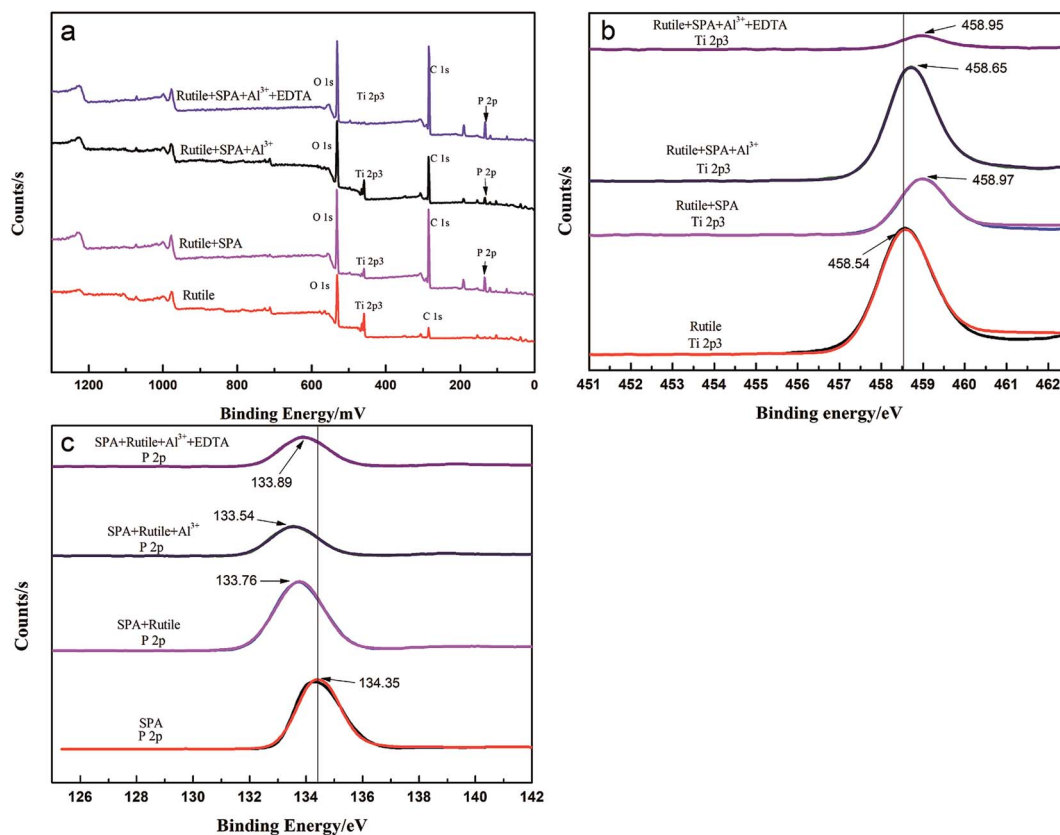 a
Rutile+SPA+Al³⁺+EDTA
O 1s
Ti 2p3
C 1s
P 2p
Rutile+SPA+Al³⁺
O 1s
Ti 2p3
C 1s
P 2p
Rutile+SPA
O 1s
Ti 2p3
C 1s
P 2p
Rutile
O 1s
Ti 2p3
C 1s
Counts/s
1200 1000 800 600 400 200 0
Binding Energy/mV
b
Rutile+SPA+Al³⁺+EDTA
Ti 2p3
458.95
458.65
Rutile+SPA+Al³⁺
Ti 2p3
Rutile+SPA
Ti 2p3
458.97
458.54
Rutile
Ti 2p3
Counts/s
451 452 453 454 455 456 457 458 459 460 461 462
Binding energy/eV
c
SPA+Rutile+Al³⁺+EDTA
P 2p
133.89
SPA+Rutile+Al³⁺
P 2p
133.54
133.76
SPA+Rutile
P 2p
134.35
SPA
P 2p
Counts/s
126 128 130 132 134 136 138 140 142
Binding Energy/eV